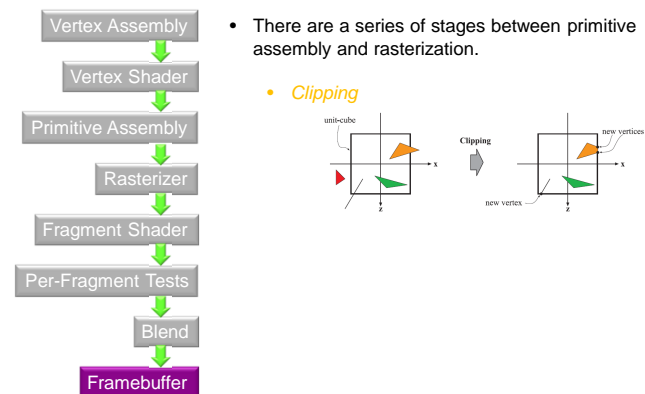 Vertex Assembly
Vertex Shader
Primitive Assembly
Rasterizer
Fragment Shader
Per-Fragment Tests
Blend
Framebuffer
• There are a series of stages between primitive
assembly and rasterization.
• Clipping
unit-cube
x
z
Clipping
new vertices
x
new vertex
z